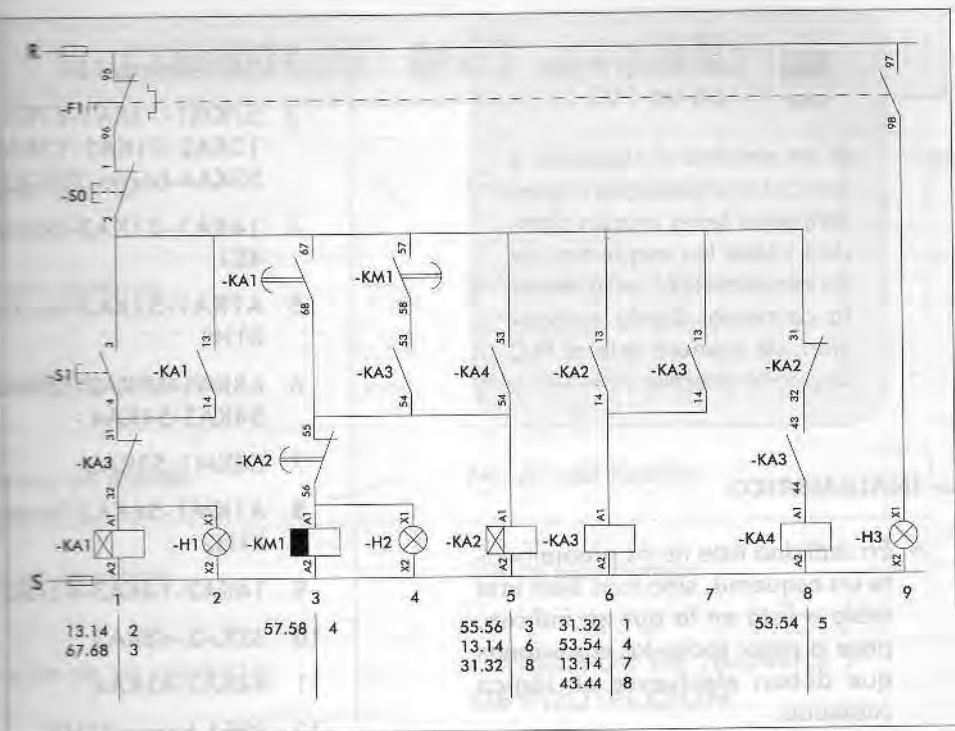 R
95
97
-F1
96
98
1
-S0
2
67
57
-KA1
-KM1
68
58
3
13
53
53
13
13
31
-S1
-KA1
-KA3
-KA4
-KA2
-KA3
-KA2
4
14
54
54
14
14
32
31
55
43
-KA3
-KA2
-KA3
32
56
44
A1
X1
A1
X1
A1
A1
A1
X1
-KA1
-H1
-KM1
-H2
-KA2
-KA3
-KA4
-H3
A2
X2
A2
X2
A2
A2
A2
X2
S
1 2 3 4 5 6 7 8 9
13.14 2
67.68 3
57.58 4
55.56 3
13.14 6
31.32 8
31.32 1
53.54 4
13.14 7
43.44 8
53.54 5